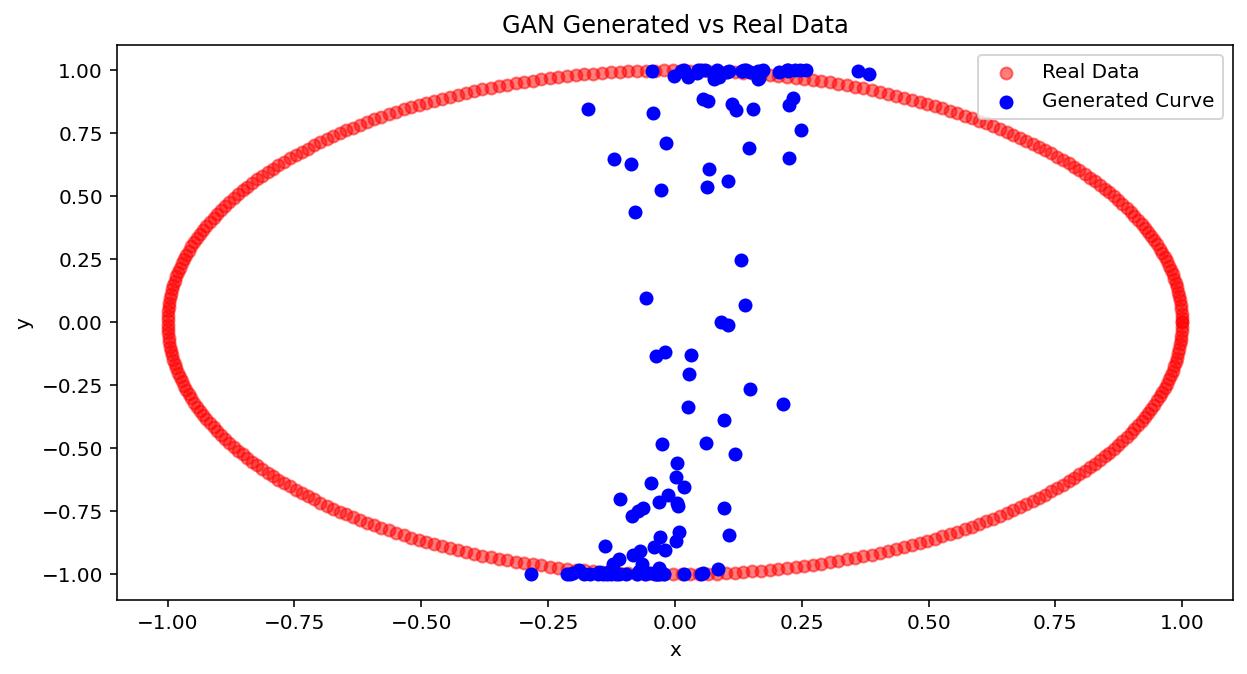 GAN Generated vs Real Data
Real Data
Generated Curve
1.00
0.75
0.50
0.25
0.00
−0.25
−0.50
−0.75
−1.00
y
−1.00 −0.75 −0.50 −0.25 0.00 0.25 0.50 0.75 1.00
x